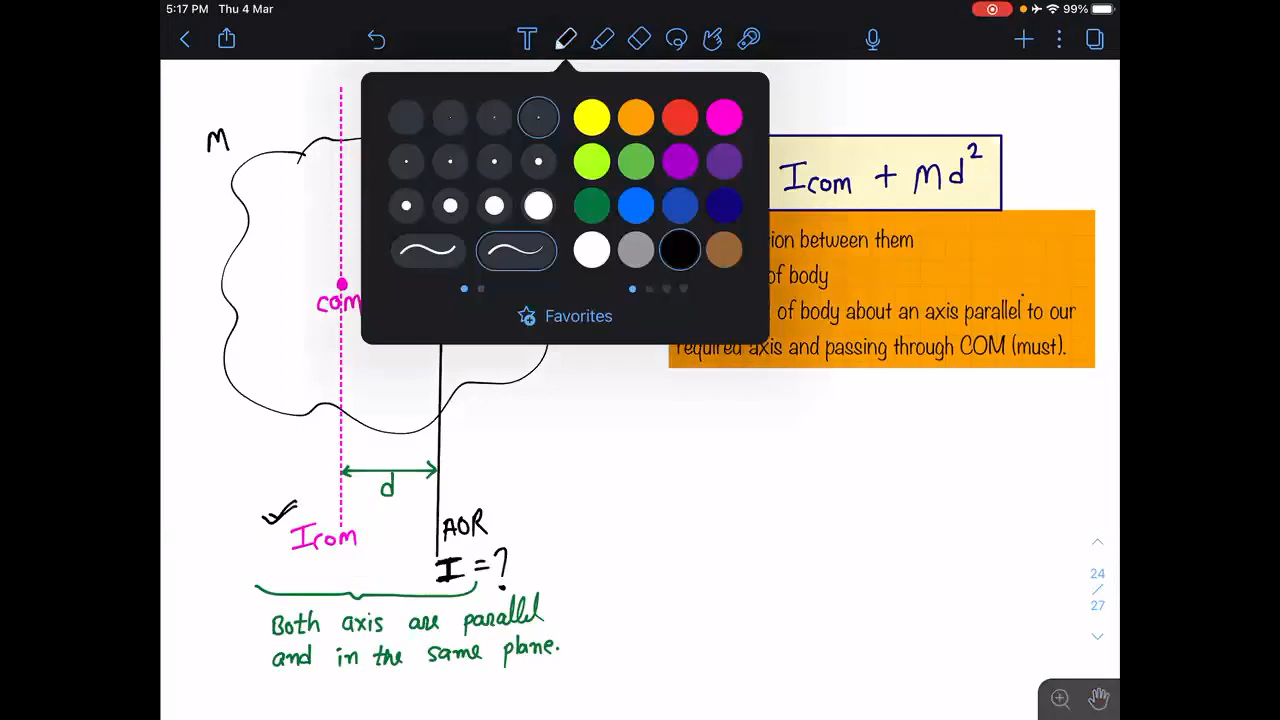 5:17 PM Thu 4 Mar
99%
T
M
Icom + Md²
ion between them
of body
com
of body about an axis parallel to our
Favorites
required axis and passing through COM (must).
d
Icom
AOR
I = ?
24
/
27
Both axis are parallel
and in the same plane.